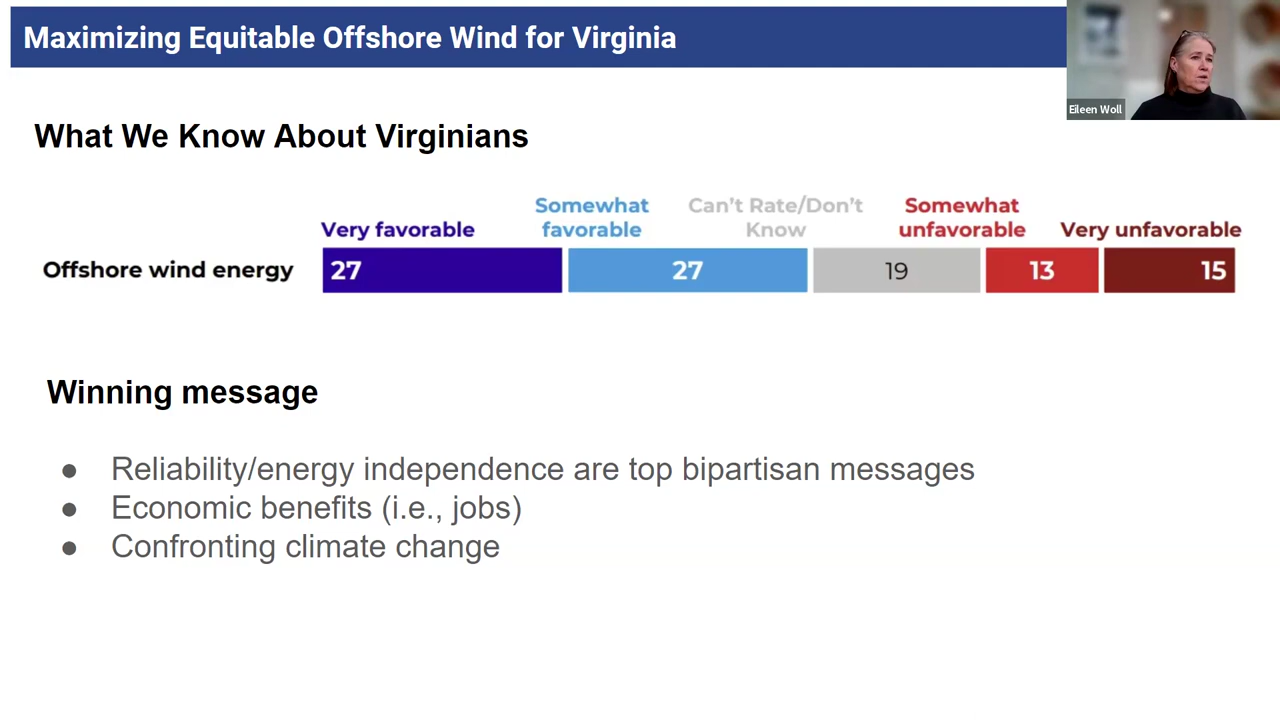 Maximizing Equitable Offshore Wind for Virginia
Eileen Woll
What We Know About Virginians
Very favorable
Somewhat
favorable
Can't Rate/Don't
Know
Somewhat
unfavorable
Very unfavorable
Offshore wind energy 27 27 19 13 15
Winning message
● Reliability/energy independence are top bipartisan messages
● Economic benefits (i.e., jobs)
● Confronting climate change